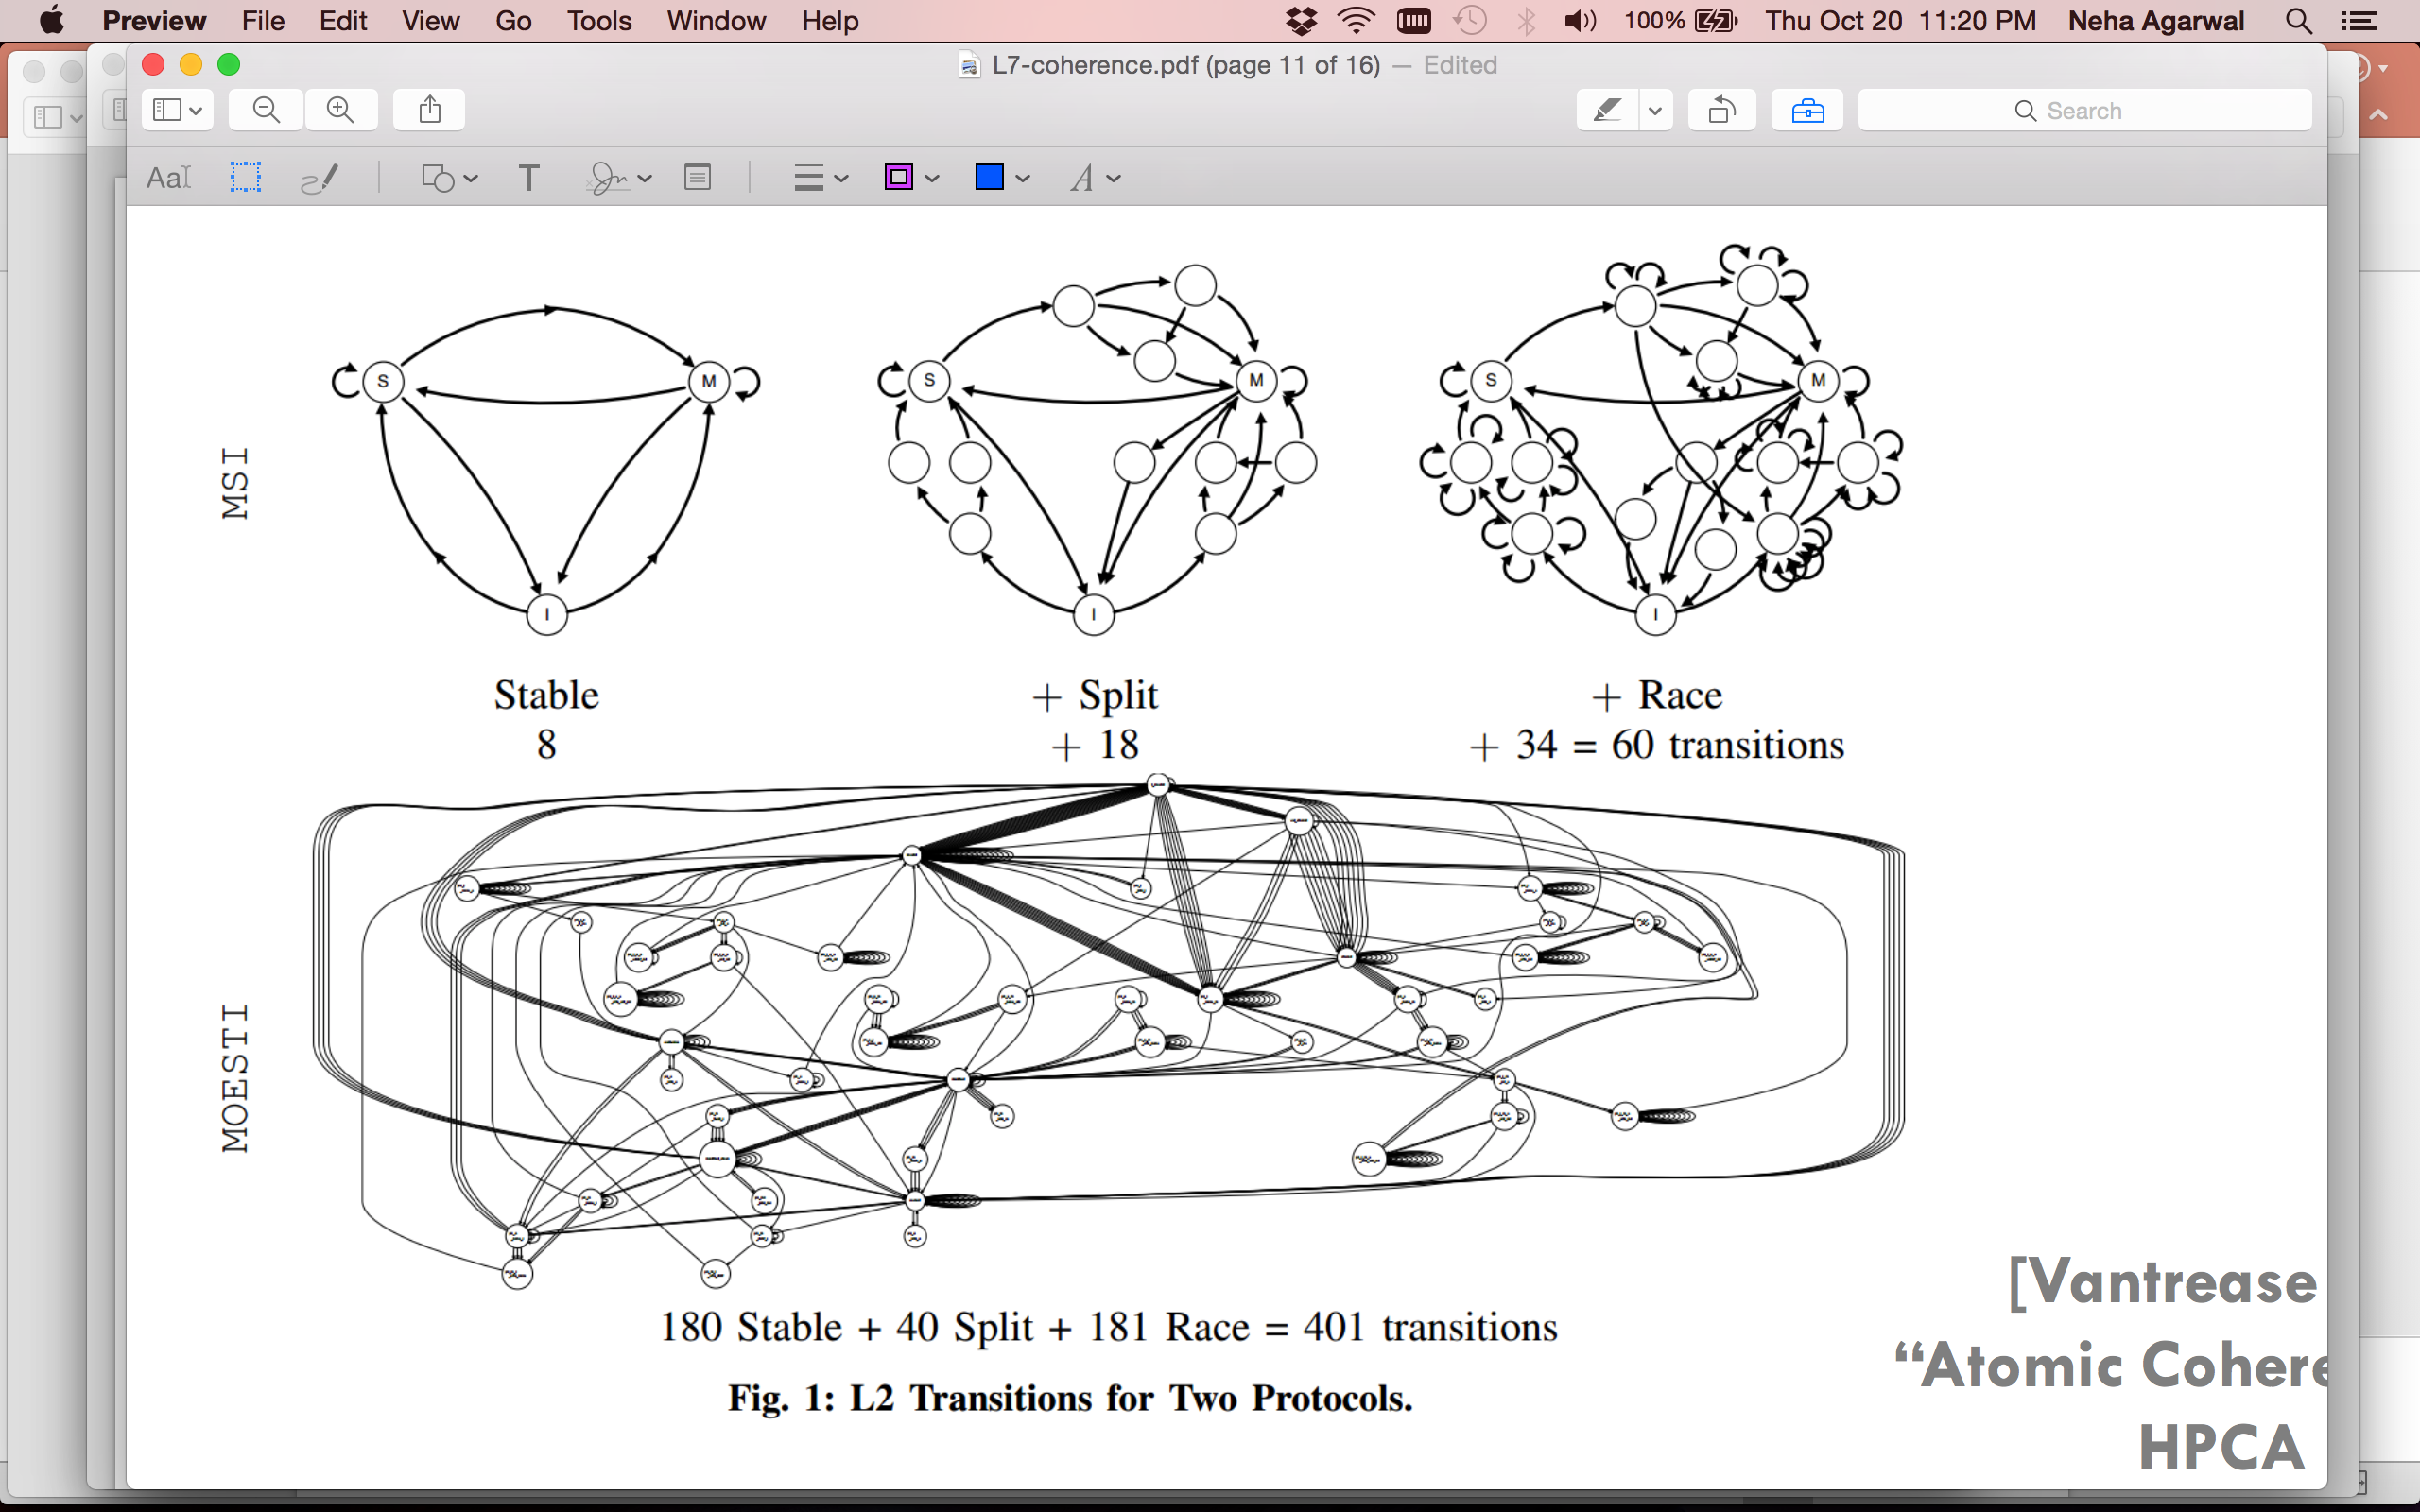 Preview File Edit View Go Tools Window Help 100% Thu Oct 20 11:20 PM Neha Agarwal
L7-coherence.pdf (page 11 of 16) — Edited
Search
AaI T A
S M S M S M
MSI
I I I
Stable + Split + Race
8 + 18 + 34 = 60 transitions
MOESTI
180 Stable + 40 Split + 181 Race = 401 transitions
Fig. 1: L2 Transitions for Two Protocols.
[Vantrease
“Atomic Cohere
HPCA